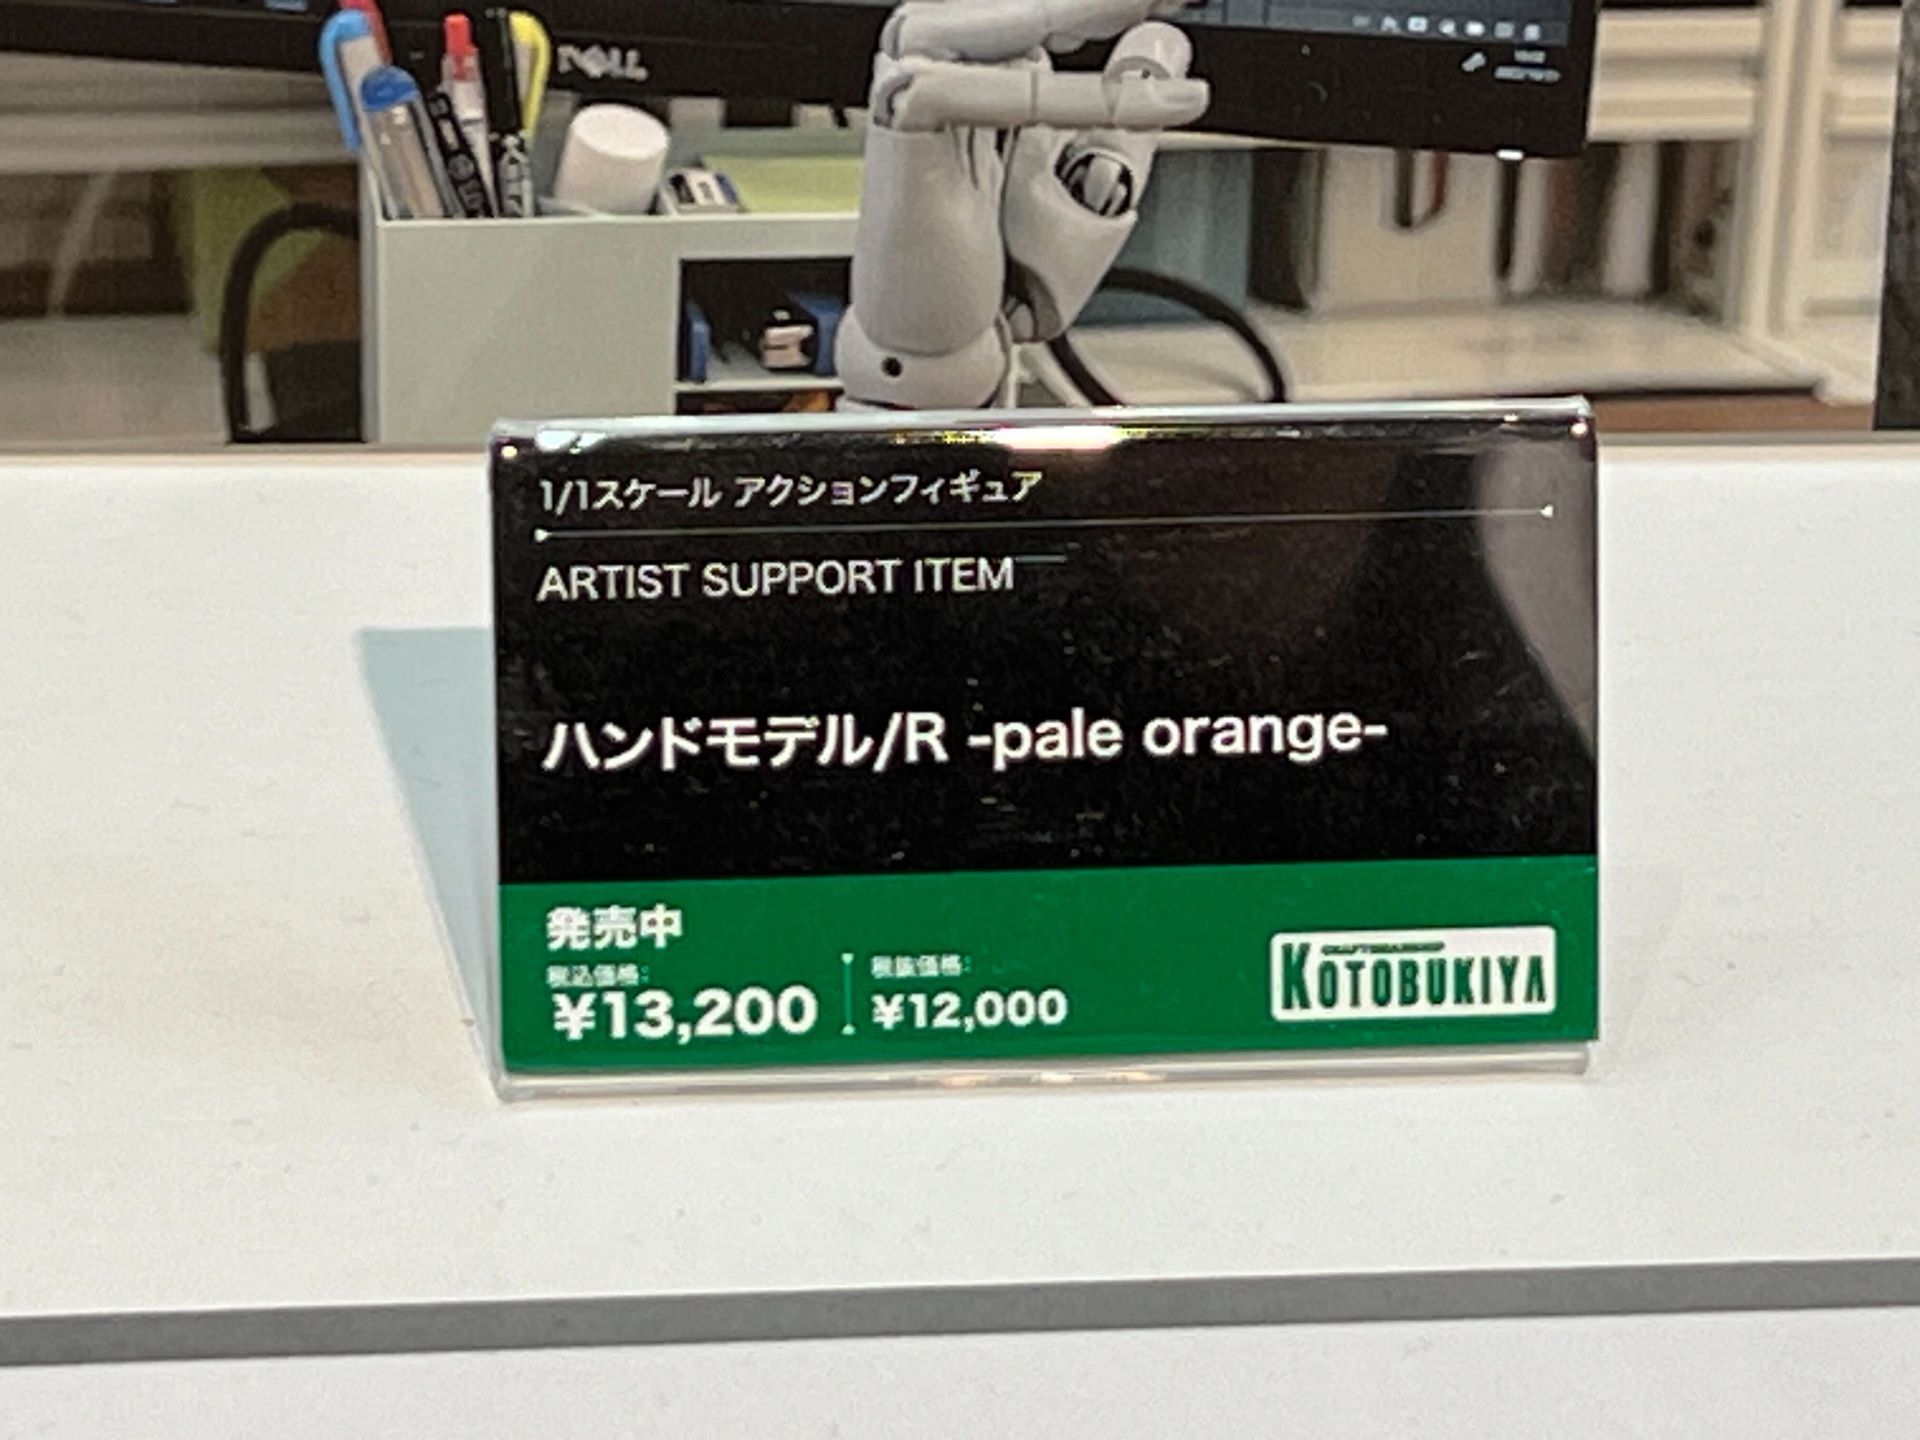 DELL
1/1スケール アクションフィギュア
ARTIST SUPPORT ITEM
ハンドモデル/R -pale orange-
発売中
税込価格:
¥13,200
税抜価格:
¥12,000
KOTOBUKIYA